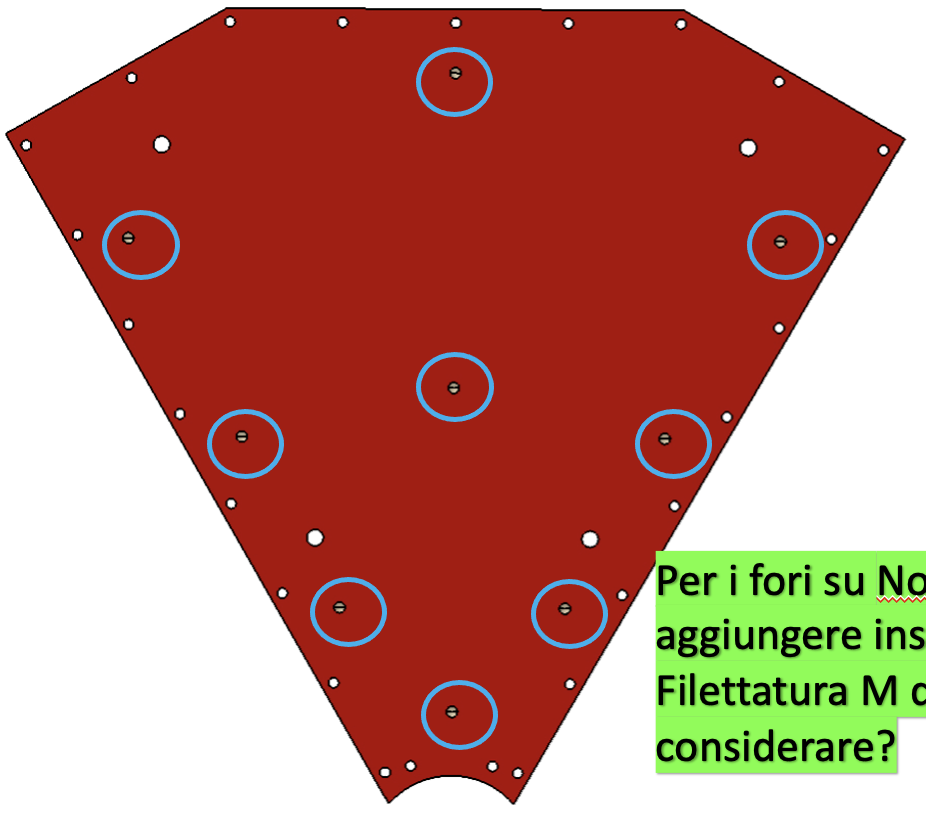 Per i fori su
aggiungere
Filettatura M
considerare?